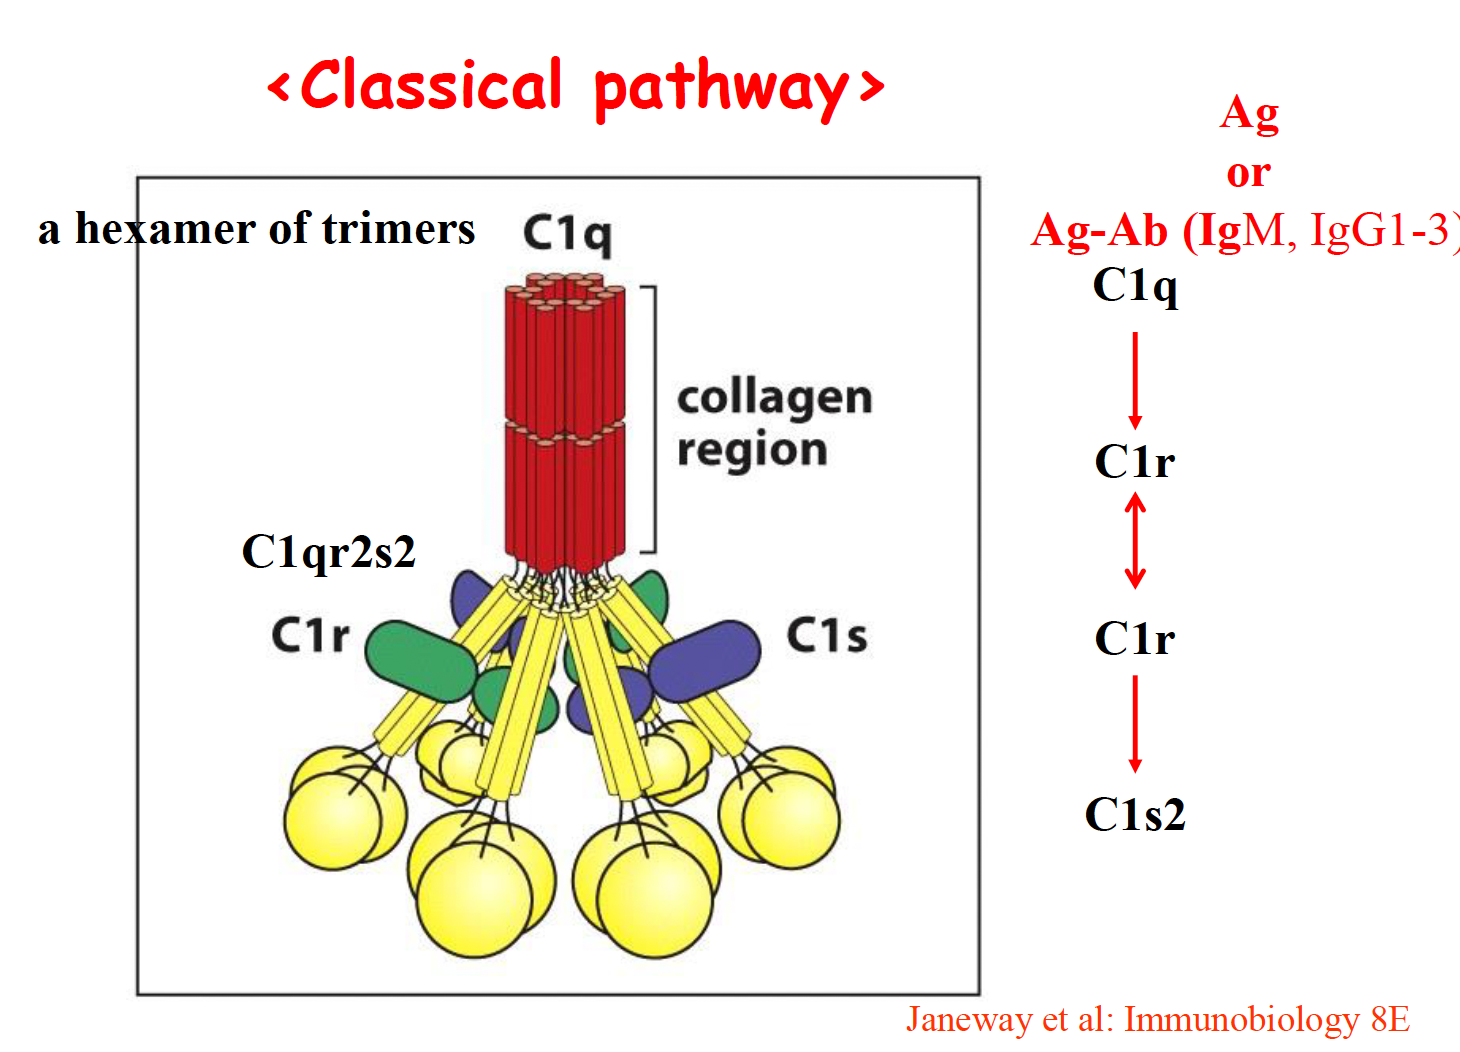 <Classical pathway>
a hexamer of trimers
C1q
collagen
region
C1qr2s2
C1r
C1s
Ag
or
Ag-Ab (IgM, IgG1-3)
C1q
C1r
C1r
C1s2
Janeway et al: Immunobiology 8E